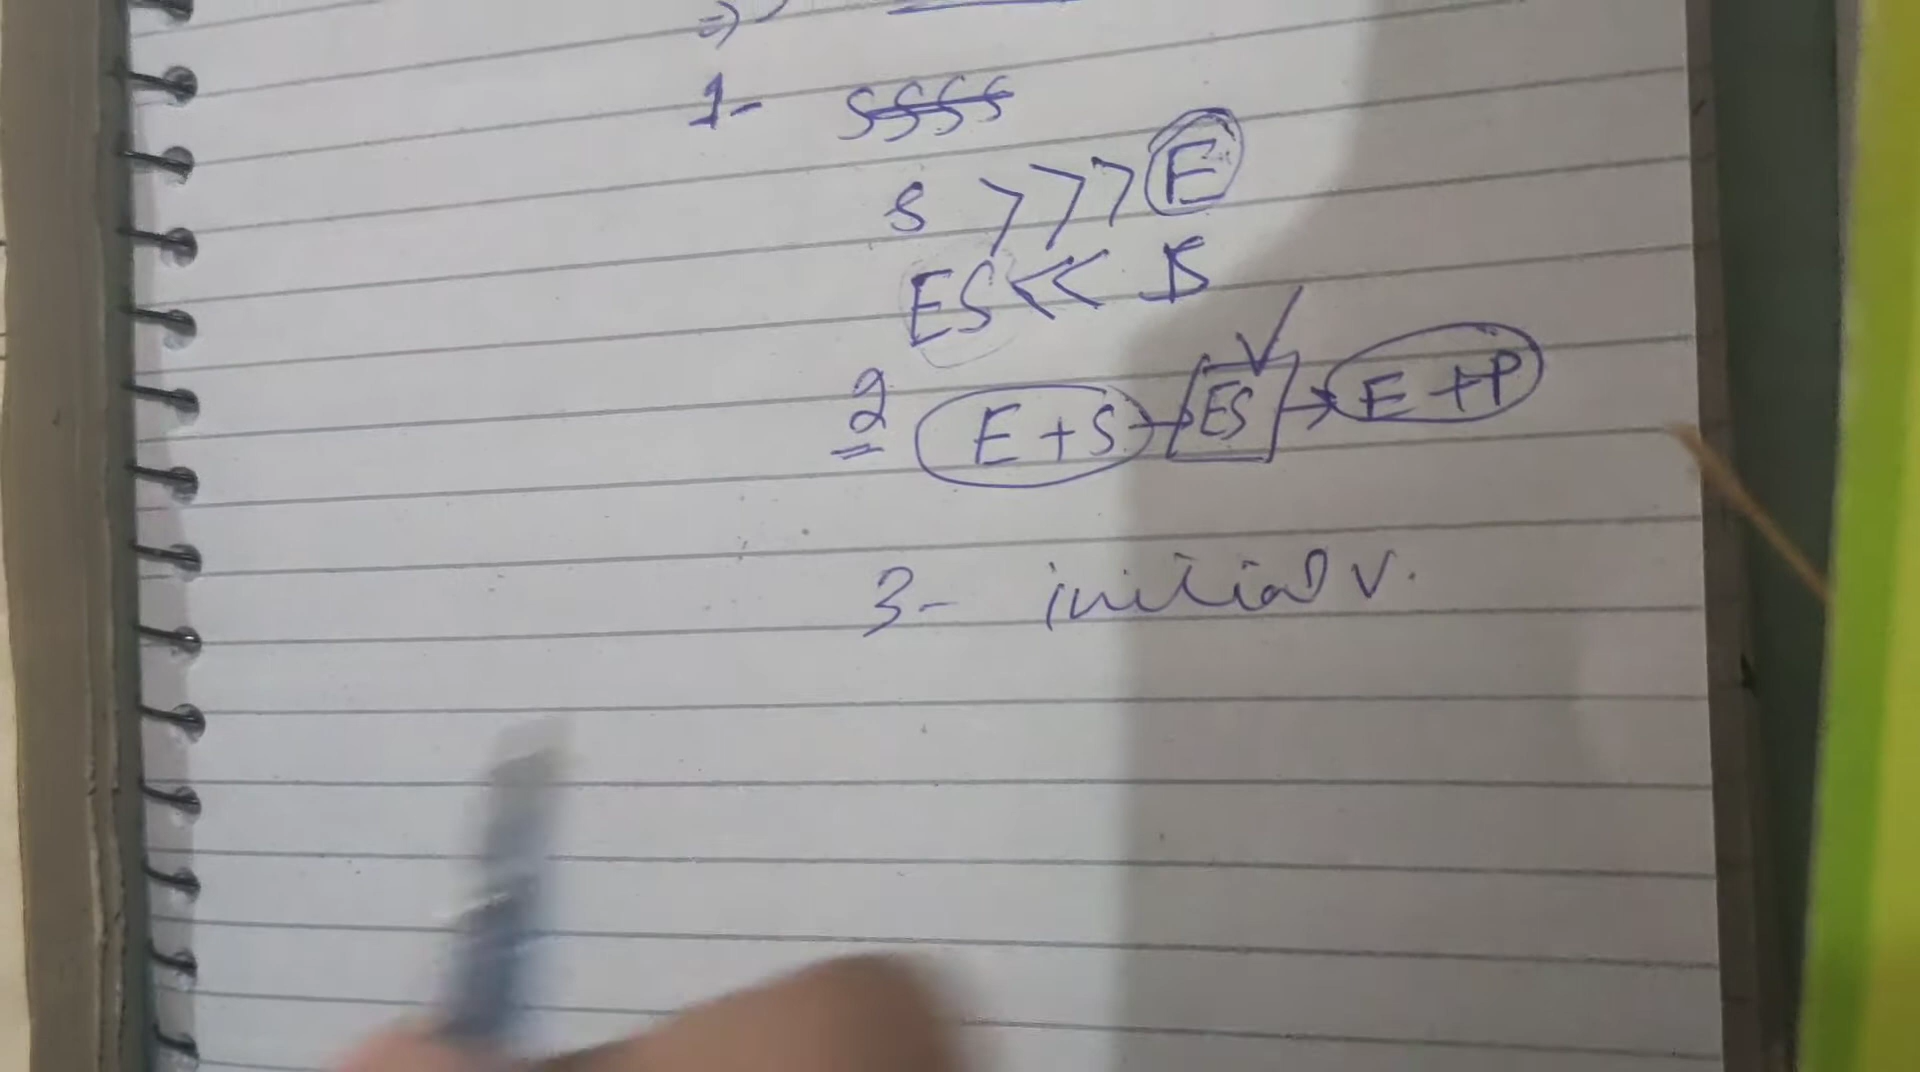 ⇒)
1- ssss
s >>> E
ES << S
2 E+S → ES → E+P
3- initial v.